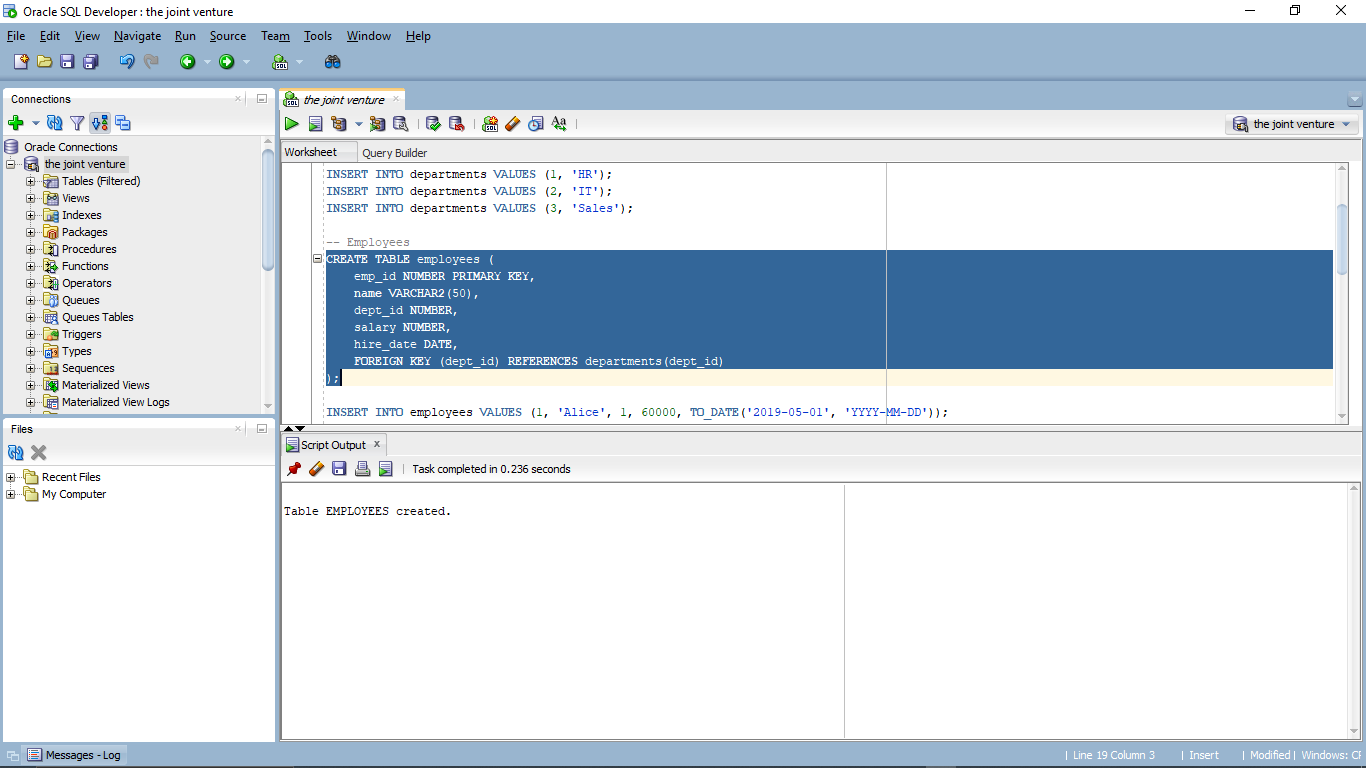 Oracle SQL Developer : the joint venture
File Edit View Navigate Run Source Team Tools Window Help
Connections
Oracle Connections
the joint venture
Tables (Filtered)
Views
Indexes
Packages
Procedures
Functions
Operators
Queues
Queues Tables
Triggers
Types
Sequences
Materialized Views
Materialized View Logs
Files
Recent Files
My Computer
the joint venture
the joint venture
Worksheet Query Builder
INSERT INTO departments VALUES (1, 'HR');
INSERT INTO departments VALUES (2, 'IT');
INSERT INTO departments VALUES (3, 'Sales');
-- Employees
CREATE TABLE employees (
emp_id NUMBER PRIMARY KEY,
name VARCHAR2(50),
dept_id NUMBER,
salary NUMBER,
hire_date DATE,
FOREIGN KEY (dept_id) REFERENCES departments(dept_id)
);
INSERT INTO employees VALUES (1, 'Alice', 1, 60000, TO_DATE('2019-05-01', 'YYYY-MM-DD'));
Script Output
Task completed in 0.236 seconds
Table EMPLOYEES created.
Messages - Log
Line 19 Column 3 Insert Modified Windows: